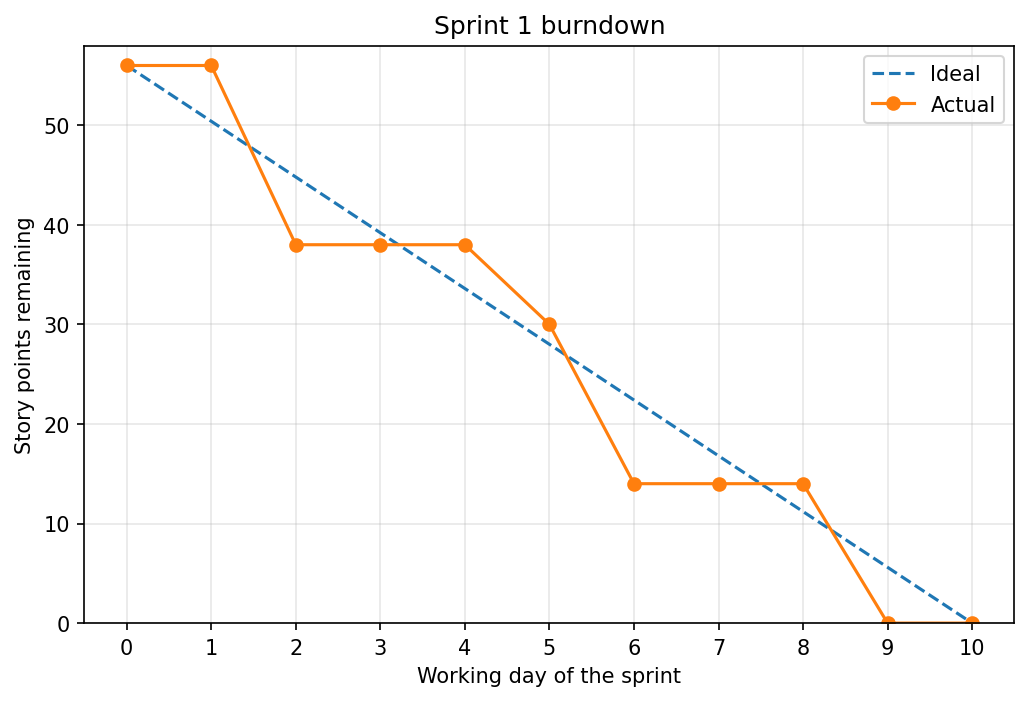 Sprint 1 burndown
Ideal
Actual
Story points remaining
50
40
30
20
10
0
0 1 2 3 4 5 6 7 8 9 10
Working day of the sprint